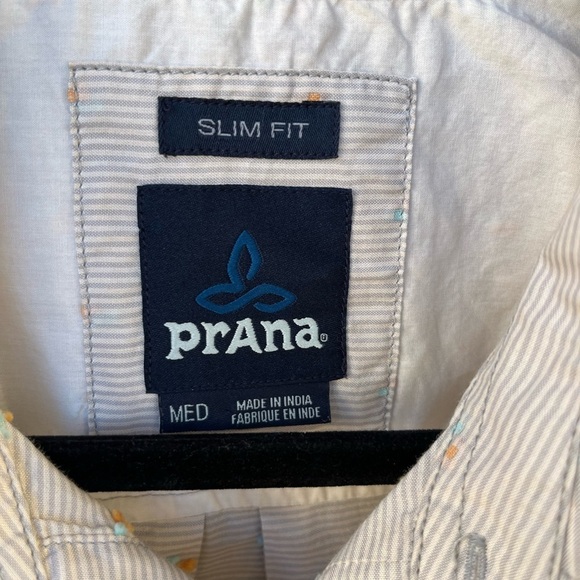 SLIM FIT
prAna
MED
MADE IN INDIA
FABRIQUE EN INDE